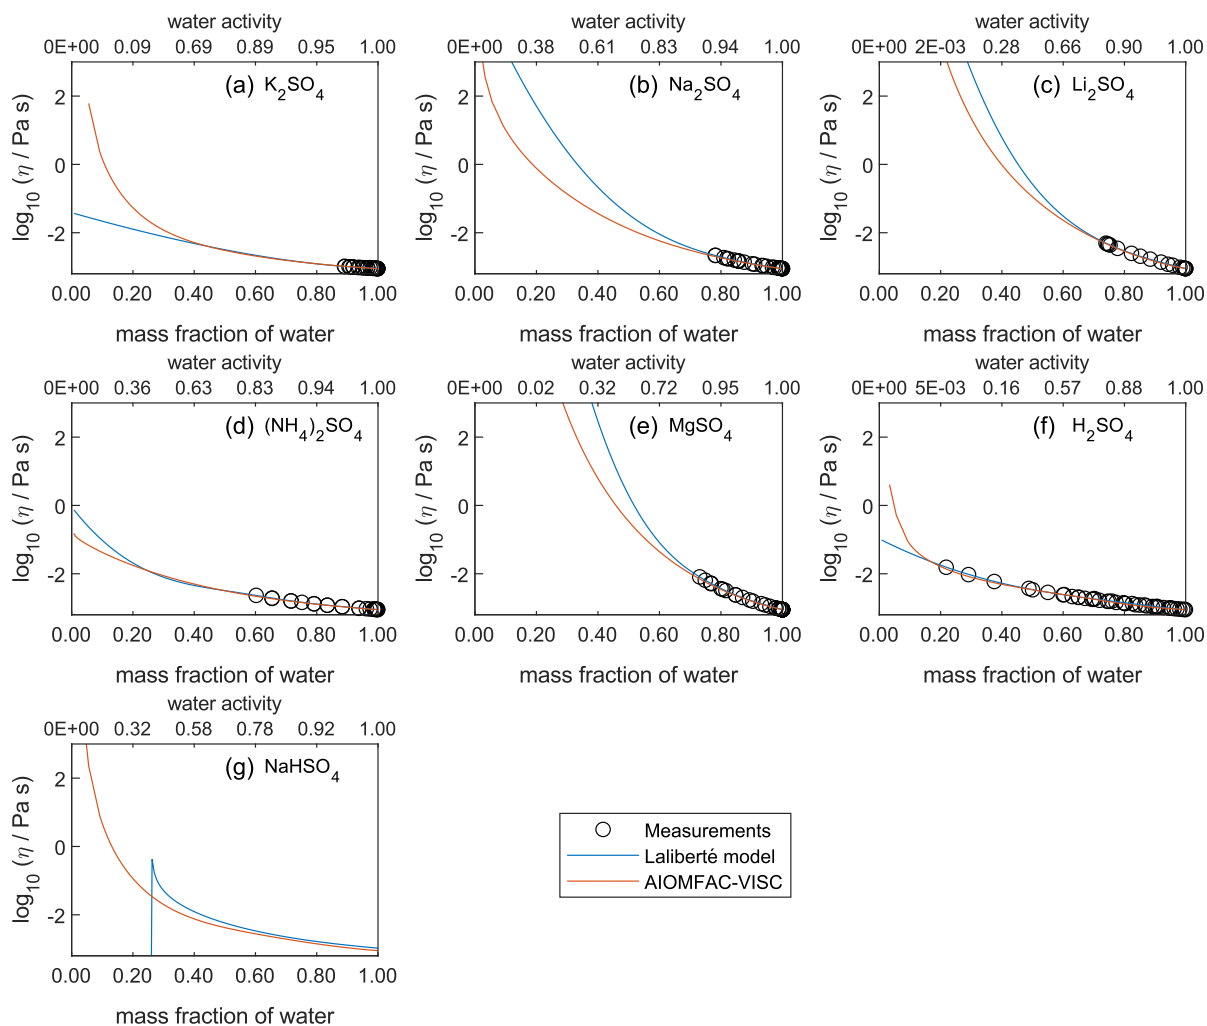 water activity water activity water activity
0E+00 0.09 0.69 0.89 0.95 1.00 0E+00 0.38 0.61 0.83 0.94 1.00 0E+00 2E-03 0.28 0.66 0.90 1.00
(a) K2SO4 (b) Na2SO4 (c) Li2SO4
2 2 2
log10 (η / Pa s) log10 (η / Pa s) log10 (η / Pa s)
0 0 0
-2 -2 -2
0.00 0.20 0.40 0.60 0.80 1.00 0.00 0.20 0.40 0.60 0.80 1.00 0.00 0.20 0.40 0.60 0.80 1.00
mass fraction of water mass fraction of water mass fraction of water
water activity water activity water activity
0E+00 0.36 0.63 0.83 0.94 1.00 0E+00 0.02 0.32 0.72 0.95 1.00 0E+00 5E-03 0.16 0.57 0.88 1.00
(d) (NH4)2SO4 (e) MgSO4 (f) H2SO4
2 2 2
log10 (η / Pa s) log10 (η / Pa s) log10 (η / Pa s)
0 0 0
-2 -2 -2
0.00 0.20 0.40 0.60 0.80 1.00 0.00 0.20 0.40 0.60 0.80 1.00 0.00 0.20 0.40 0.60 0.80 1.00
mass fraction of water mass fraction of water mass fraction of water
water activity
0E+00 0.32 0.58 0.78 0.92 1.00
(g) NaHSO4
2
log10 (η / Pa s)
0
-2
0.00 0.20 0.40 0.60 0.80 1.00
mass fraction of water
Measurements
Laliberté model
AIOMFAC-VISC